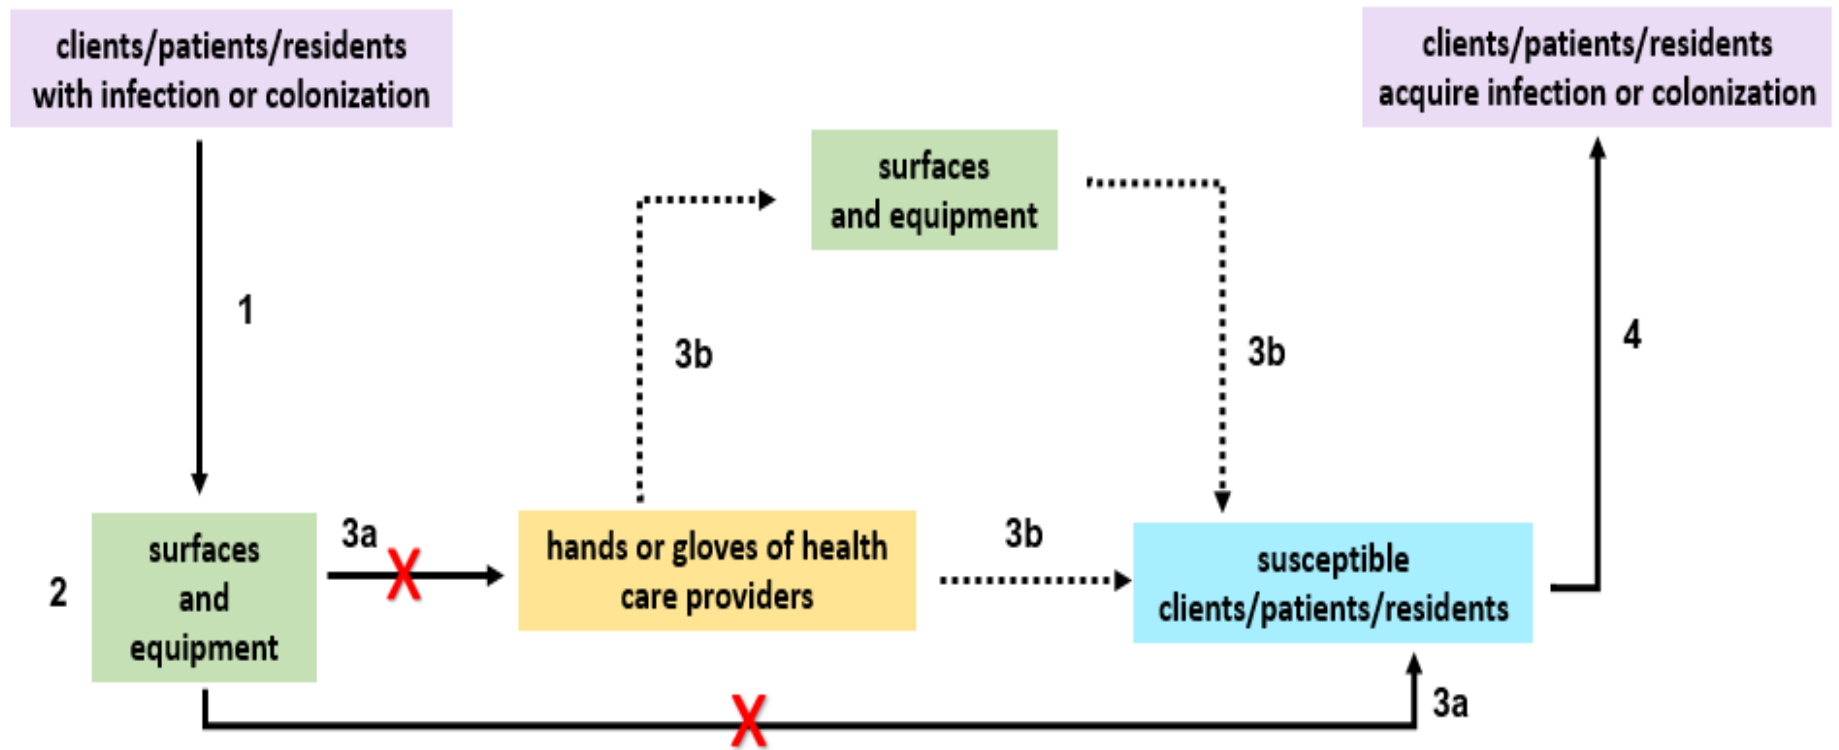 clients/patients/residents
with infection or colonization
clients/patients/residents
acquire infection or colonization
surfaces
and equipment
1
3b
3b
4
2
surfaces
and
equipment
3a
X
hands or gloves of health
care providers
3b
susceptible
clients/patients/residents
X
3a